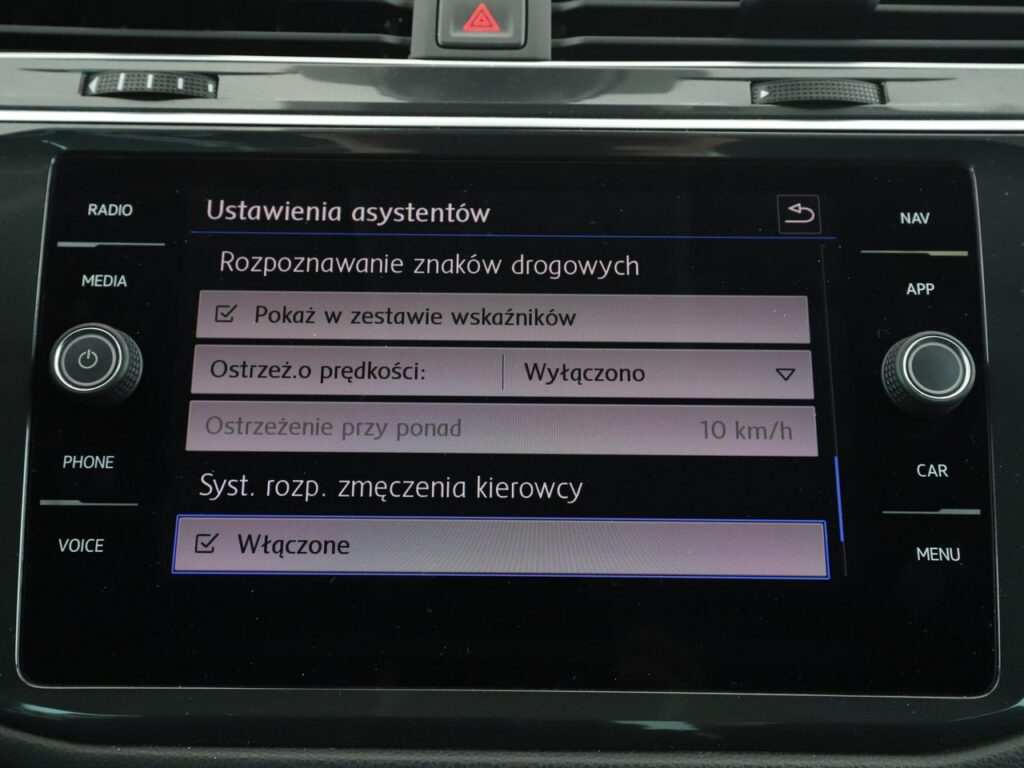 RADIO
MEDIA
PHONE
VOICE
Ustawienia asystentów
Rozpoznawanie znaków drogowych
Pokaż w zestawie wskaźników
Ostrzeż.o prędkości: Wyłączono
Ostrzeżenie przy ponad 10 km/h
Syst. rozp. zmęczenia kierowcy
Włączone
NAV
APP
CAR
MENU